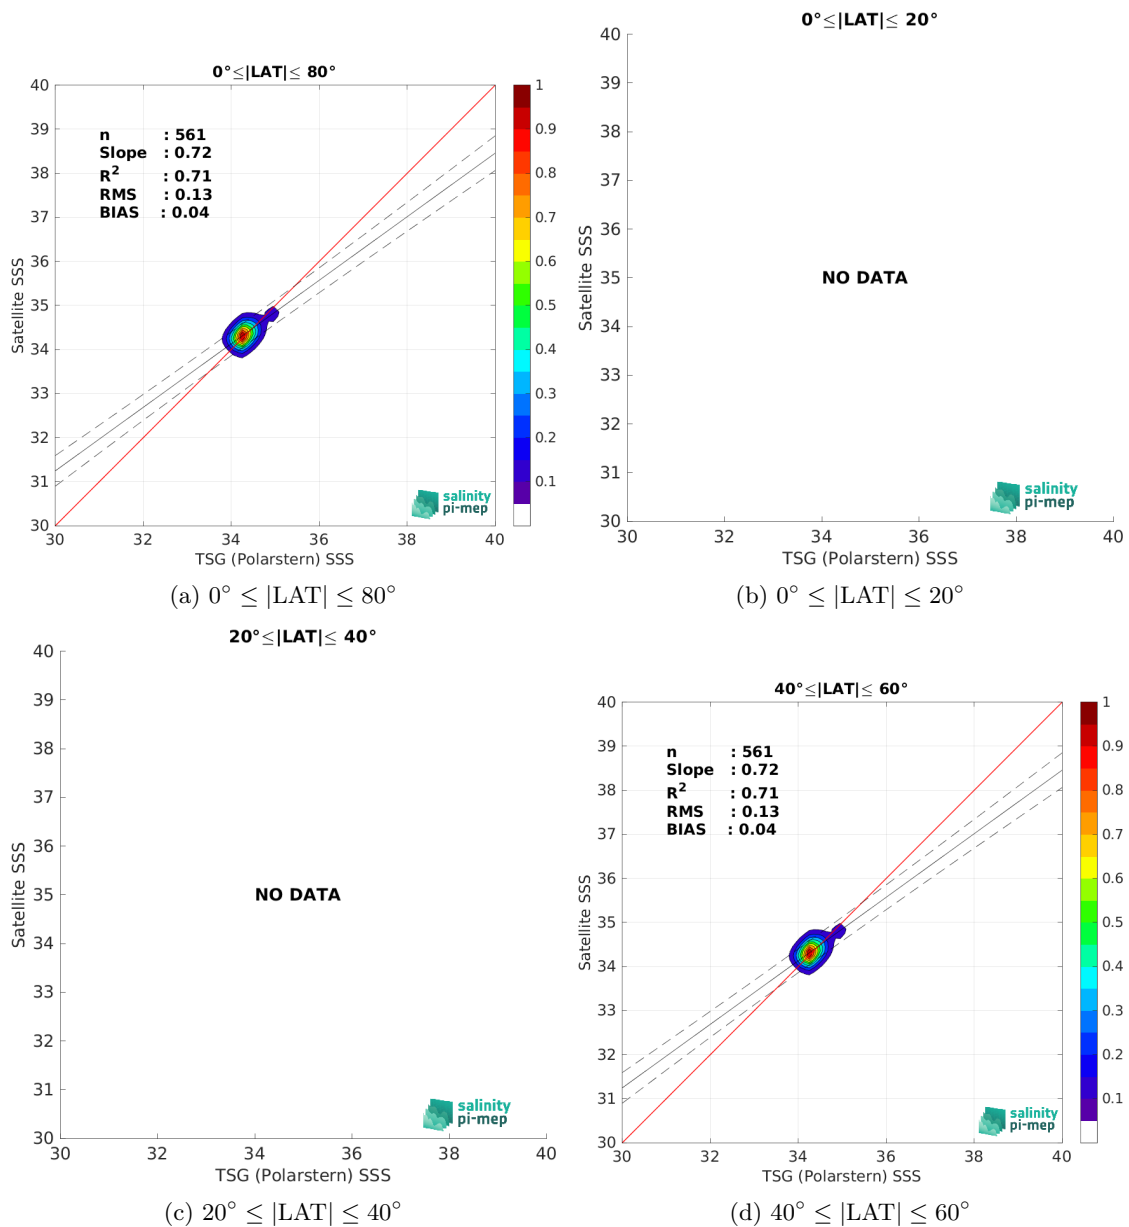 0°≤|LAT|≤ 80°
40
39
38
37
36
35
34
33
32
31
30
Satellite SSS
n : 561
Slope : 0.72
R² : 0.71
RMS : 0.13
BIAS : 0.04
1
0.9
0.8
0.7
0.6
0.5
0.4
0.3
0.2
0.1
salinity
pi-mep
30 32 34 36 38 40
TSG (Polarstern) SSS
(a) 0° ≤ |LAT| ≤ 80°
0°≤|LAT|≤ 20°
40
39
38
37
36
35
34
33
32
31
30
Satellite SSS
NO DATA
salinity
pi-mep
30 32 34 36 38 40
TSG (Polarstern) SSS
(b) 0° ≤ |LAT| ≤ 20°
20°≤|LAT|≤ 40°
40
39
38
37
36
35
34
33
32
31
30
Satellite SSS
NO DATA
salinity
pi-mep
30 32 34 36 38 40
TSG (Polarstern) SSS
(c) 20° ≤ |LAT| ≤ 40°
40°≤|LAT|≤ 60°
40
39
38
37
36
35
34
33
32
31
30
Satellite SSS
n : 561
Slope : 0.72
R² : 0.71
RMS : 0.13
BIAS : 0.04
1
0.9
0.8
0.7
0.6
0.5
0.4
0.3
0.2
0.1
salinity
pi-mep
30 32 34 36 38 40
TSG (Polarstern) SSS
(d) 40° ≤ |LAT| ≤ 60°